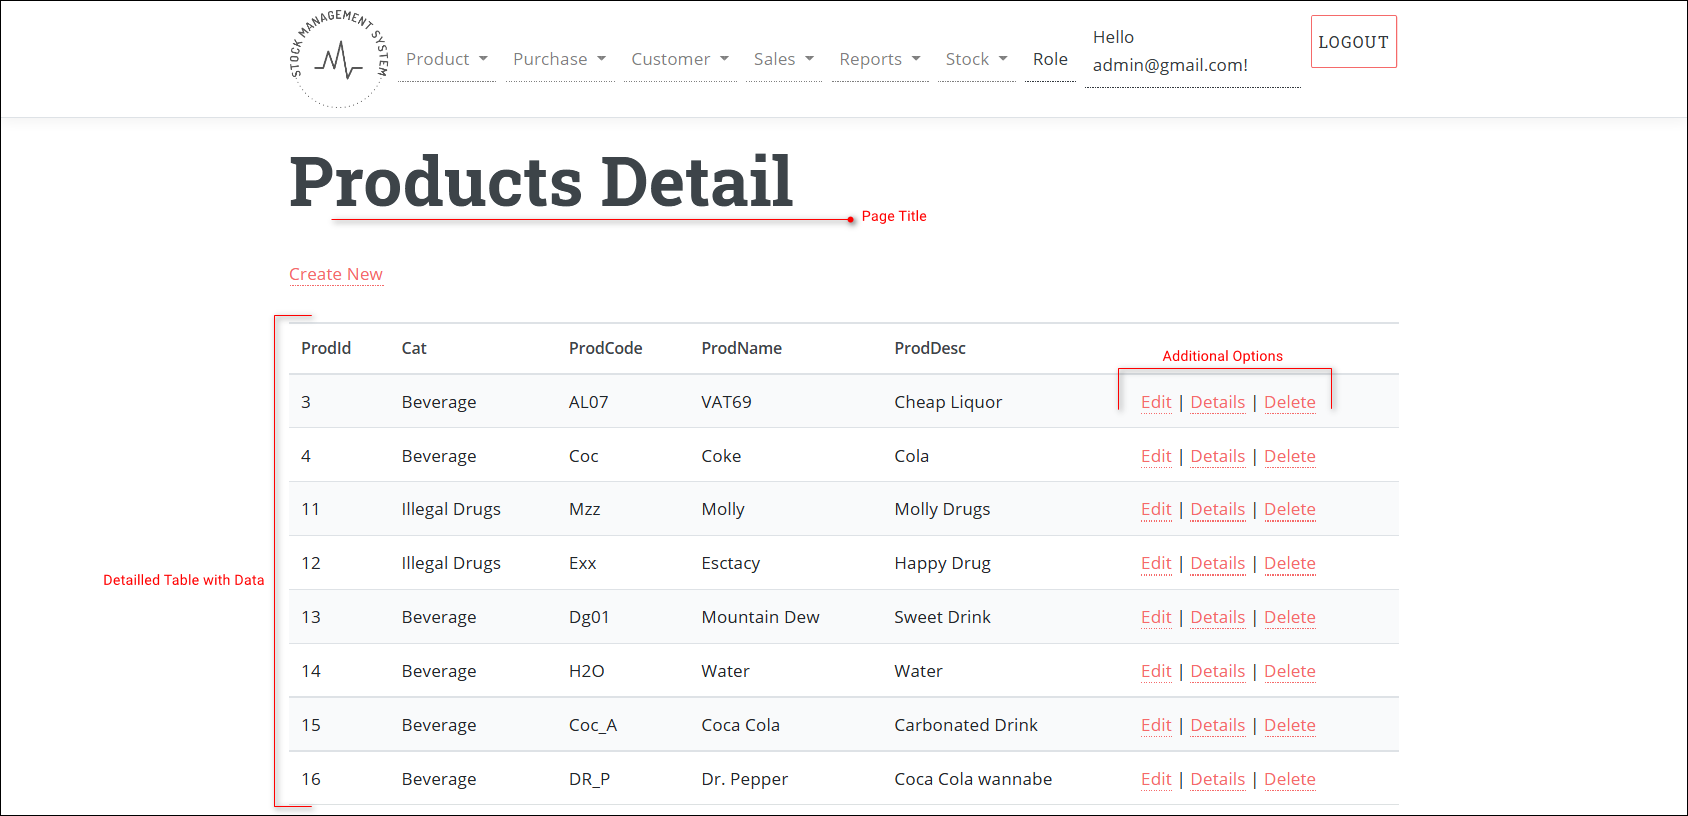 STOCK MANAGEMENT SYSTEM
Product Purchase Customer Sales Reports Stock Role
Hello
admin@gmail.com!
LOGOUT
Products Detail
Page Title
Create New
ProdId Cat ProdCode ProdName ProdDesc
Additional Options
3 Beverage AL07 VAT69 Cheap Liquor Edit | Details | Delete
4 Beverage Coc Coke Cola Edit | Details | Delete
11 Illegal Drugs Mzz Molly Molly Drugs Edit | Details | Delete
12 Illegal Drugs Exx Esctacy Happy Drug Edit | Details | Delete
Detailled Table with Data
13 Beverage Dg01 Mountain Dew Sweet Drink Edit | Details | Delete
14 Beverage H2O Water Water Edit | Details | Delete
15 Beverage Coc_A Coca Cola Carbonated Drink Edit | Details | Delete
16 Beverage DR_P Dr. Pepper Coca Cola wannabe Edit | Details | Delete